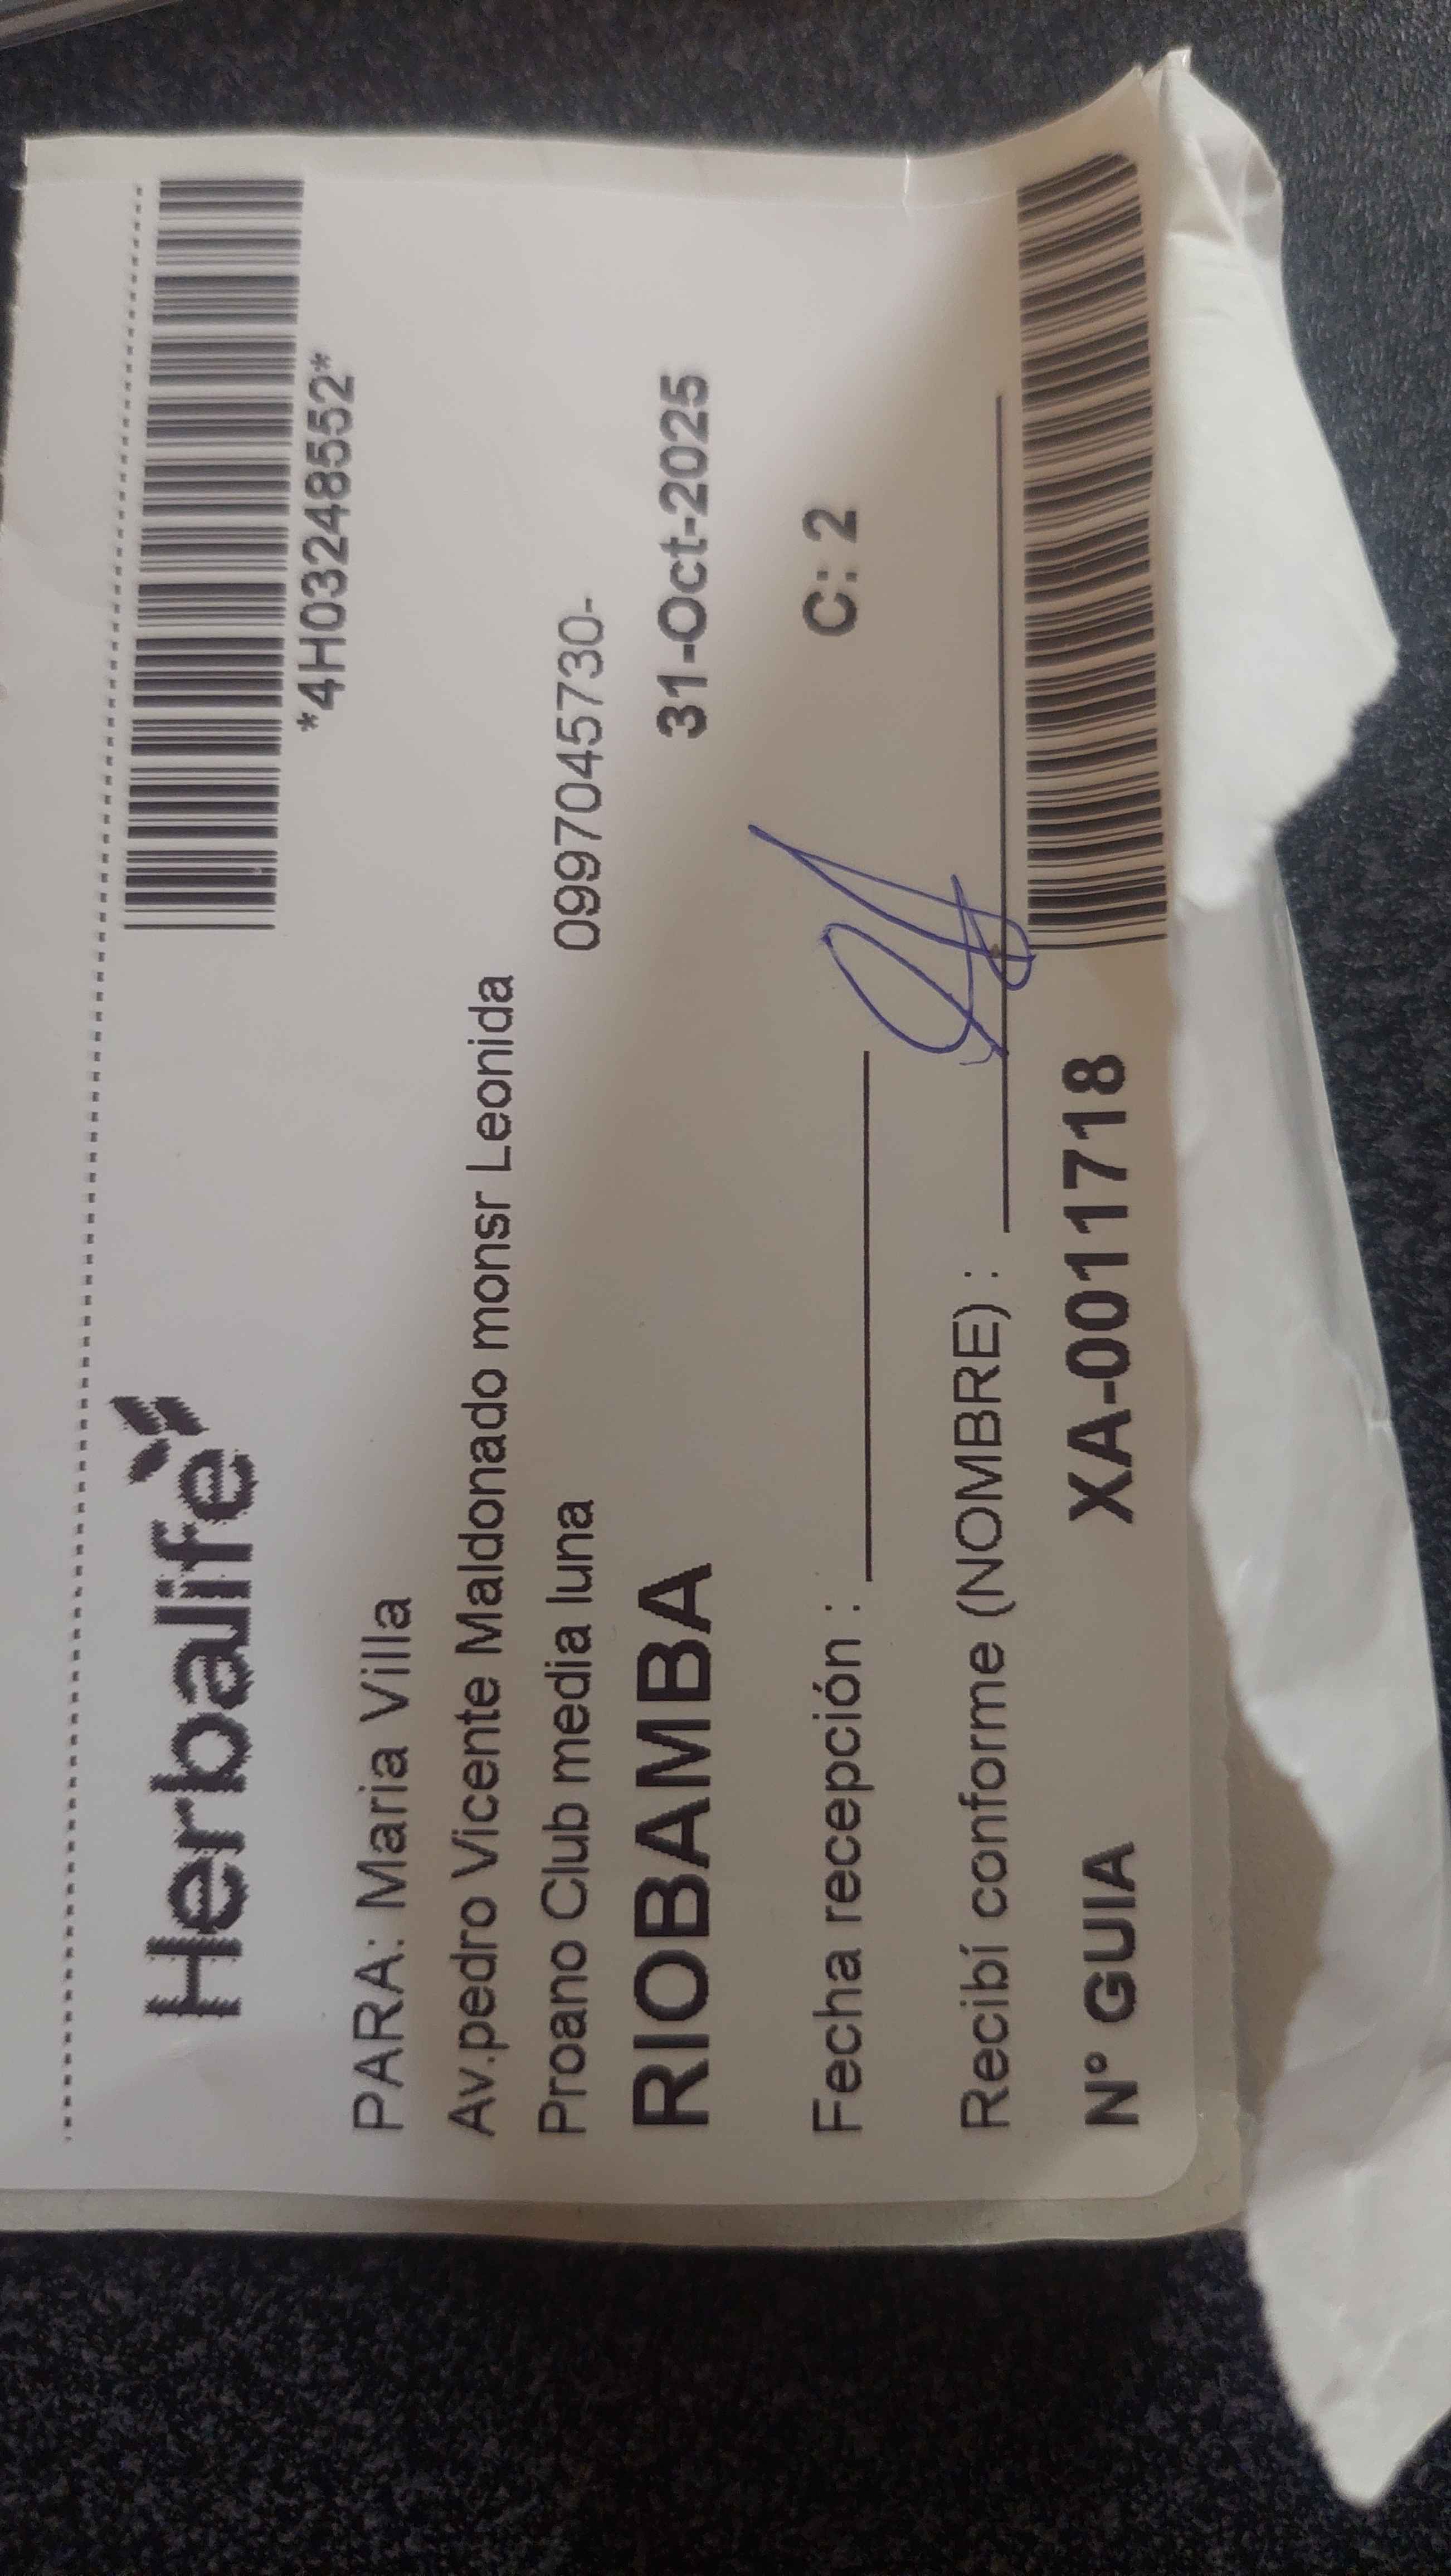 Herbalife
*4H03248552*
PARA: Maria Villa
Av.pedro Vicente Maldonado monsr Leonida
Proano Club media luna 0997045730-
RIOBAMBA 31-Oct-2025
Fecha recepción : C: 2
Recibí conforme (NOMBRE) :
N° GUIA XA-0011718